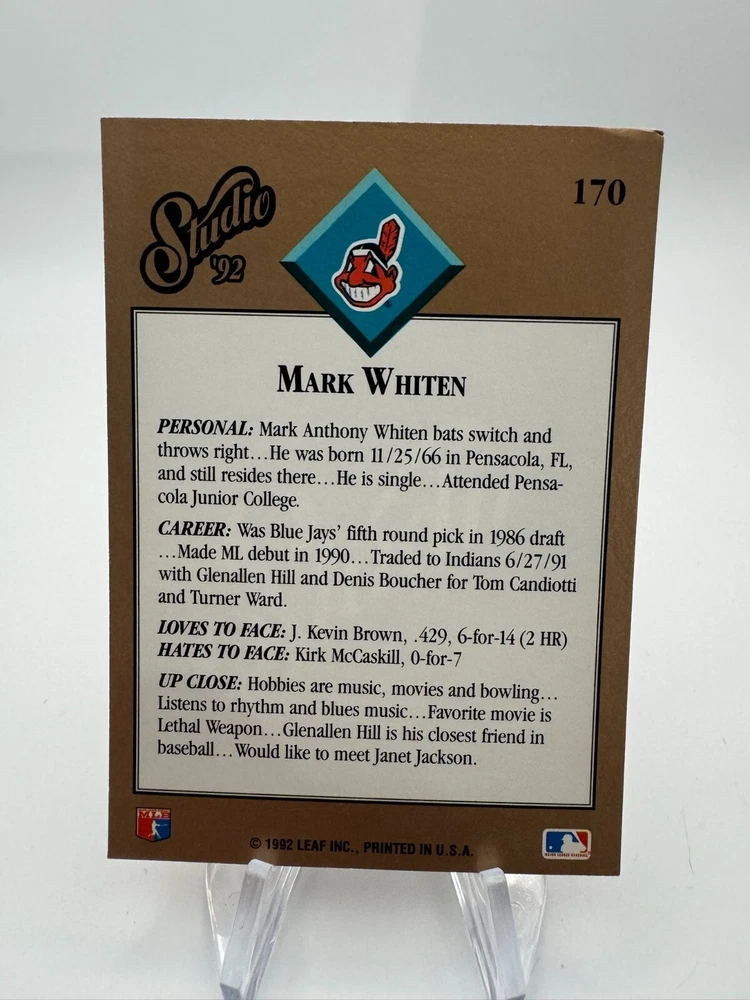 Studio '92
170
MARK WHITEN
PERSONAL: Mark Anthony Whiten bats switch and
throws right...He was born 11/25/66 in Pensacola, FL,
and still resides there...He is single...Attended Pensa-
cola Junior College.
CAREER: Was Blue Jays' fifth round pick in 1986 draft
...Made ML debut in 1990...Traded to Indians 6/27/91
with Glenallen Hill and Denis Boucher for Tom Candiotti
and Turner Ward.
LOVES TO FACE: J. Kevin Brown, .429, 6-for-14 (2 HR)
HATES TO FACE: Kirk McCaskill, 0-for-7
UP CLOSE: Hobbies are music, movies and bowling...
Listens to rhythm and blues music...Favorite movie is
Lethal Weapon...Glenallen Hill is his closest friend in
baseball...Would like to meet Janet Jackson.
MLB
© 1992 LEAF INC., PRINTED IN U.S.A.
MAJOR LEAGUE BASEBALL